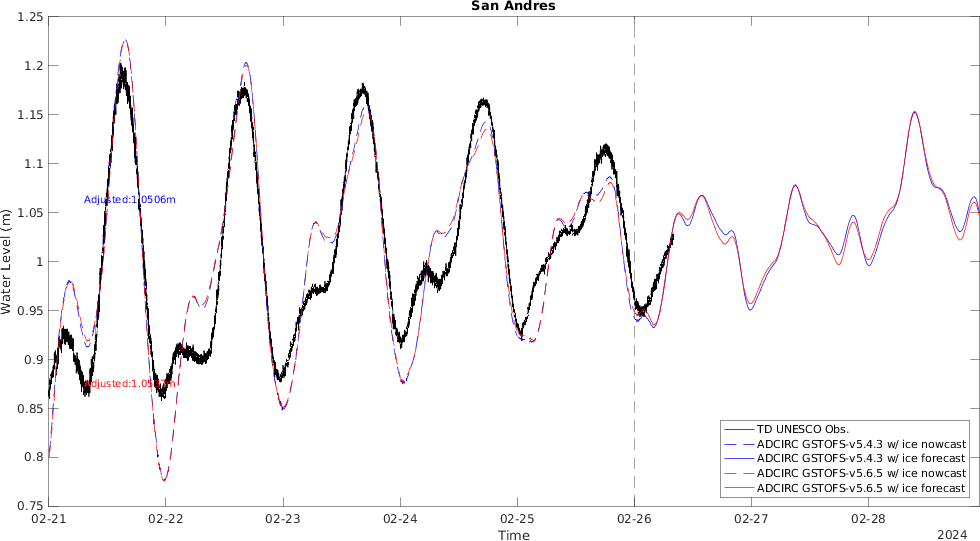 San Andres
1.25
1.2
1.15
1.1
1.05
1
0.95
0.9
0.85
0.8
0.75
Water Level (m)
Adjusted:1.0506m
TD UNESCO Obs.
ADCIRC GSTOFS-v5.4.3 w/ ice nowcast
ADCIRC GSTOFS-v5.4.3 w/ ice forecast
ADCIRC GSTOFS-v5.6.5 w/ ice nowcast
ADCIRC GSTOFS-v5.6.5 w/ ice forecast
02-21 02-22 02-23 02-24 02-25 02-26 02-27 02-28
Time
2024